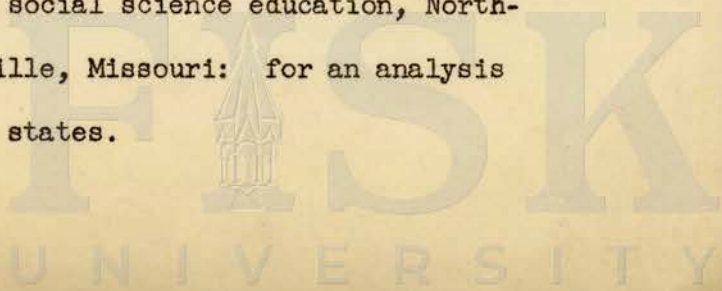 social science education, North-
ille, Missouri: for an analysis
states.
FISK
UNIVERSITY